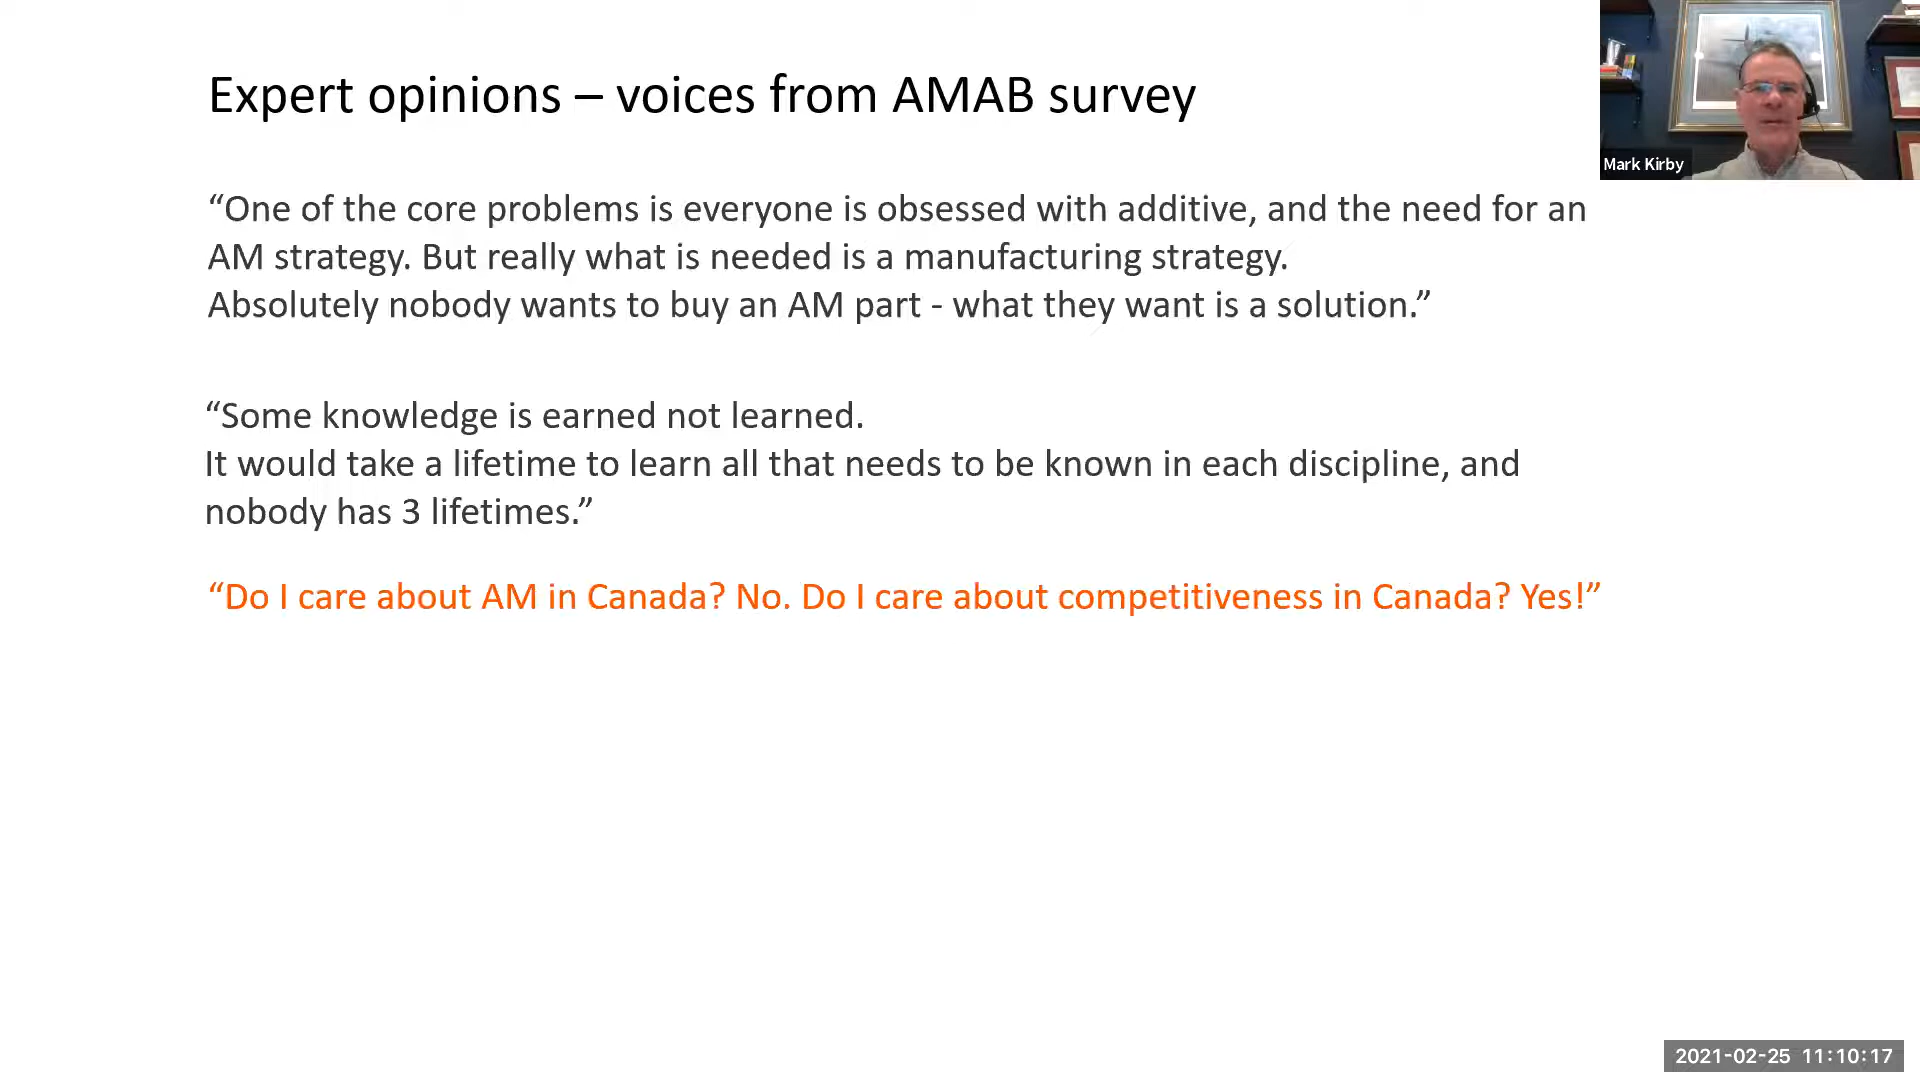 Expert opinions – voices from AMAB survey
Mark Kirby
“One of the core problems is everyone is obsessed with additive, and the need for an
AM strategy. But really what is needed is a manufacturing strategy.
Absolutely nobody wants to buy an AM part - what they want is a solution.”
“Some knowledge is earned not learned.
It would take a lifetime to learn all that needs to be known in each discipline, and
nobody has 3 lifetimes.”
“Do I care about AM in Canada? No. Do I care about competitiveness in Canada? Yes!”
2021-02-25 11:10:17